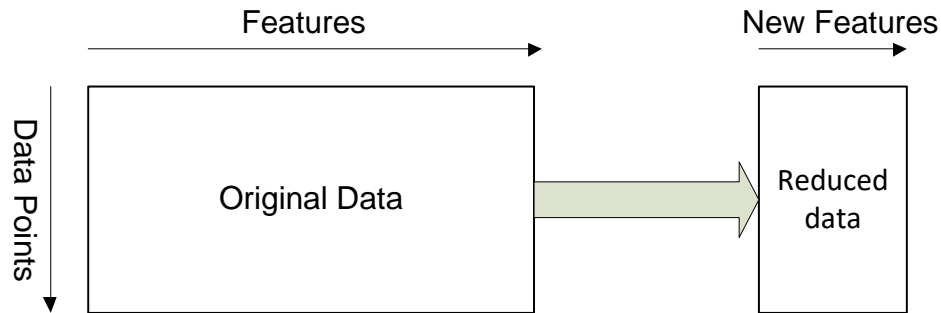 Features
New Features
Data Points
Original Data
Reduced
data